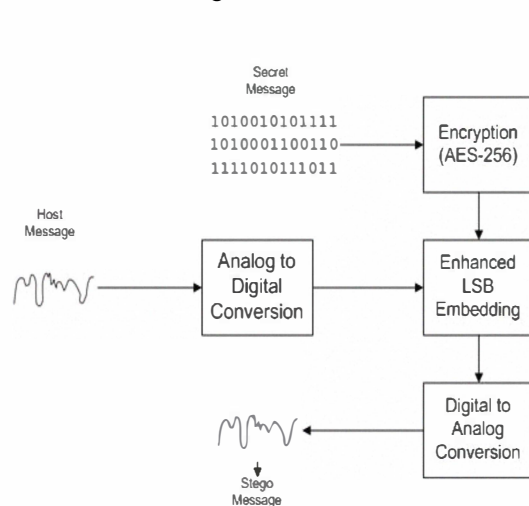 Secret
Message
1010010101111
1010001100110
1111010111011
Encryption
(AES-256)
Host
Message
Analog to
Digital
Conversion
Enhanced
LSB
Embedding
Digital to
Analog
Conversion
Stego
Message